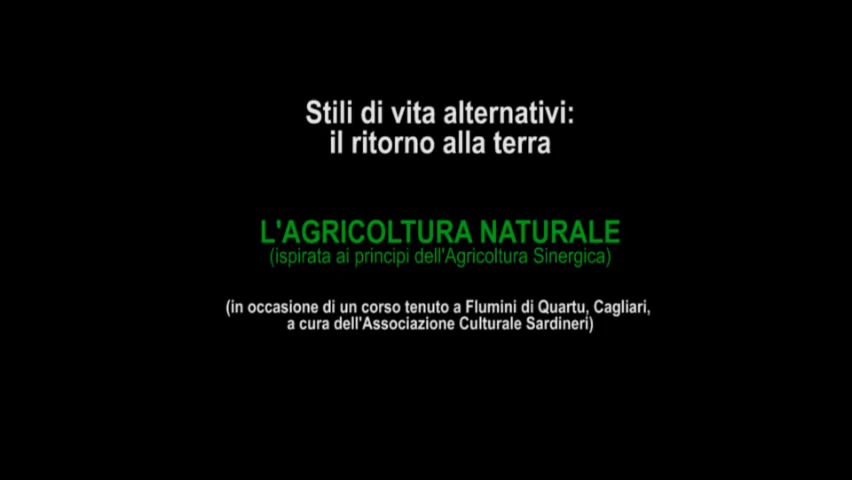 Stili di vita alternativi:
il ritorno alla terra
L'AGRICOLTURA NATURALE
(ispirata ai principi dell'Agricoltura Sinergica)
(in occasione di un corso tenuto a Flumini di Quartu, Cagliari,
a cura dell'Associazione Culturale Sardineri)